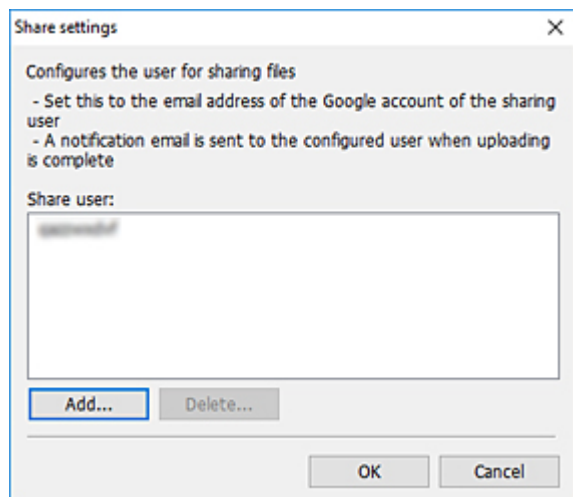 Share settings
Configures the user for sharing files
- Set this to the email address of the Google account of the sharing
user
- A notification email is sent to the configured user when uploading
is complete
Share user:
Add...
Delete...
OK
Cancel